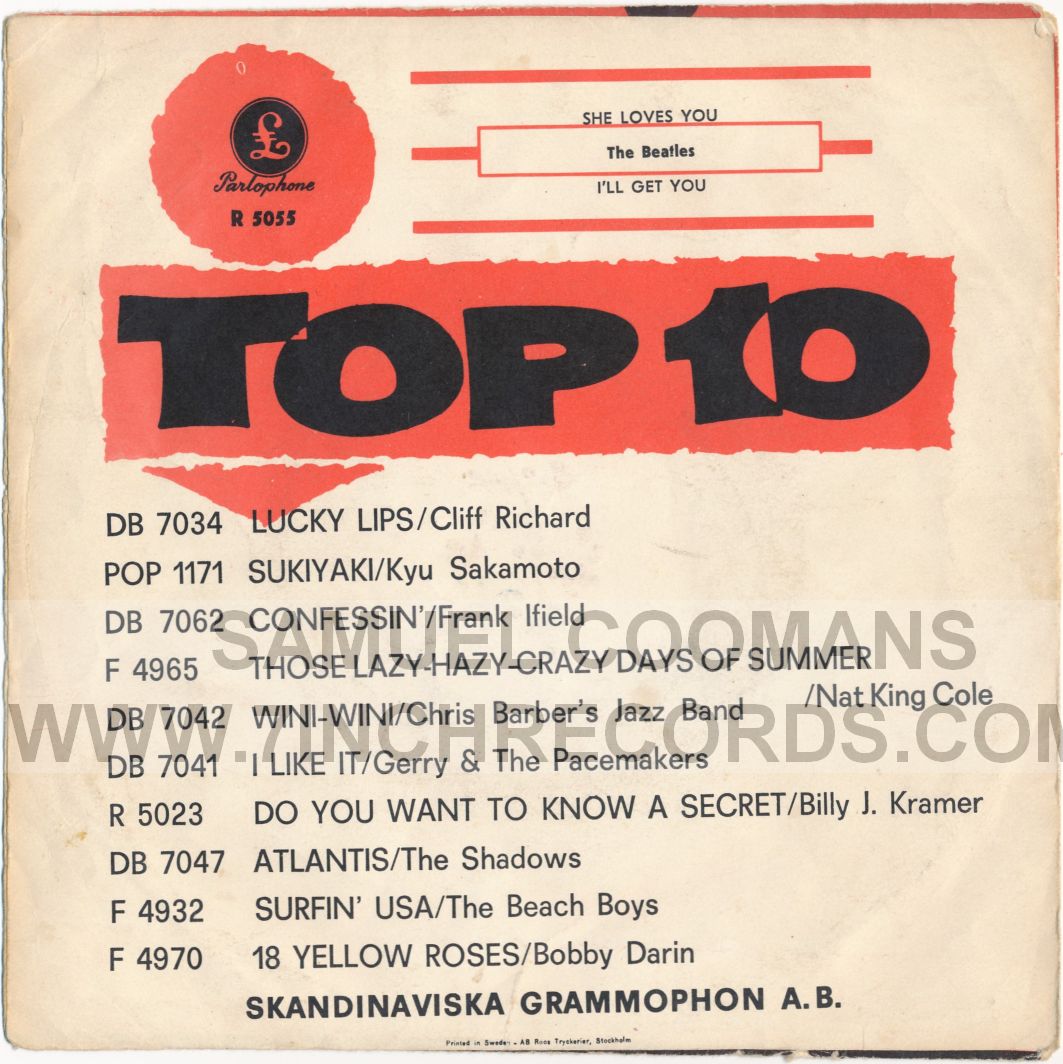 SHE LOVES YOU
The Beatles
I'LL GET YOU
£
Parlophone
R 5055
TOP 10
DB 7034 LUCKY LIPS/Cliff Richard
POP 1171 SUKIYAKI/Kyu Sakamoto
DB 7062 CONFESSIN'/Frank Ifield
F 4965 THOSE LAZY-HAZY-CRAZY DAYS OF SUMMER
/Nat King Cole
DB 7042 WINI-WINI/Chris Barber's Jazz Band
DB 7041 I LIKE IT/Gerry & The Pacemakers
R 5023 DO YOU WANT TO KNOW A SECRET/Billy J. Kramer
DB 7047 ATLANTIS/The Shadows
F 4932 SURFIN' USA/The Beach Boys
F 4970 18 YELLOW ROSES/Bobby Darin
SKANDINAVISKA GRAMMOPHON A.B.
Printed in Sweden - AB Roos Tryckerier, Stockholm
SAMUEL COOMANS
WWW.7INCHRECORDS.COM